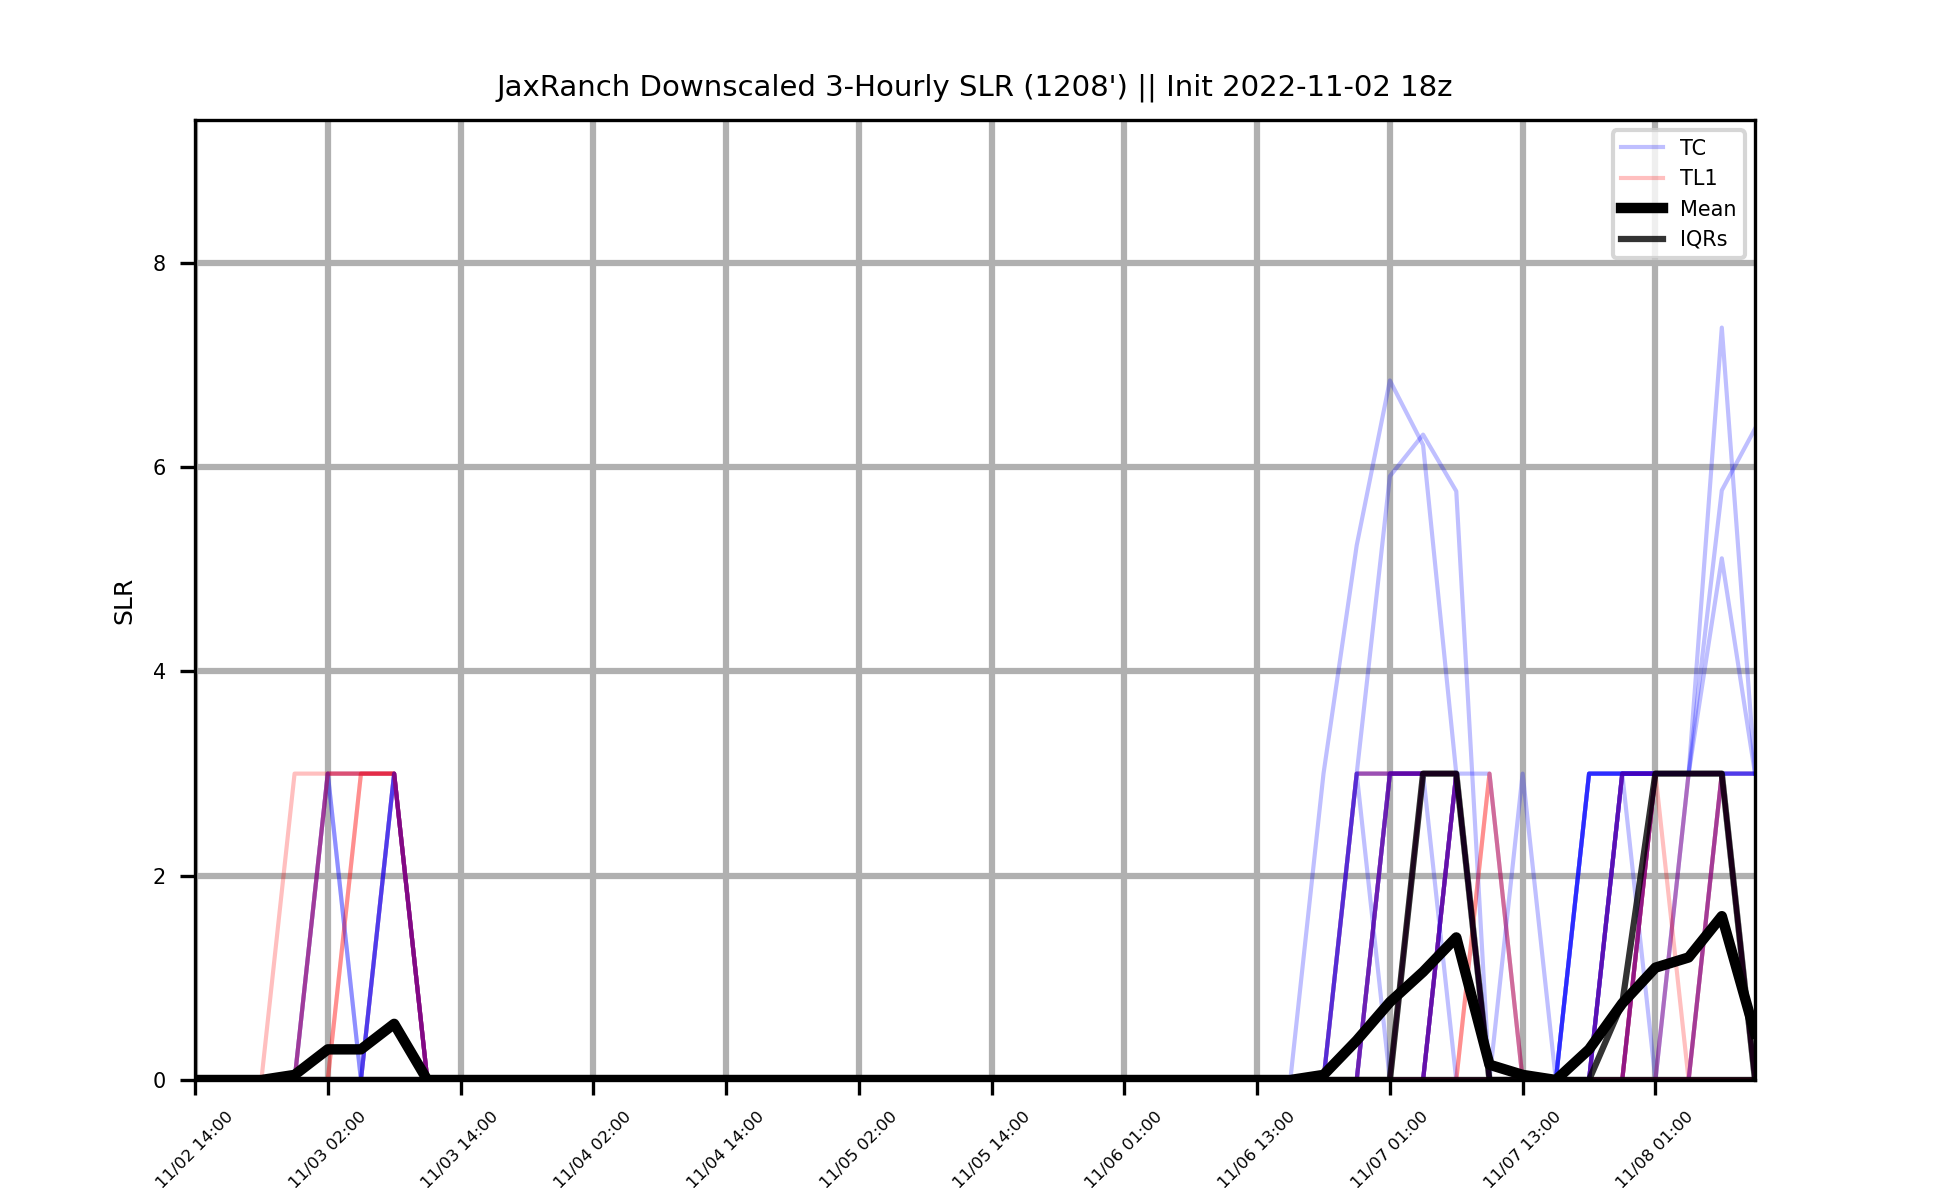 JaxRanch Downscaled 3-Hourly SLR (1208') || Init 2022-11-02 18z
TC
TL1
Mean
IQRs
SLR
8
6
4
2
0
11/02 14:00
11/03 02:00
11/03 14:00
11/04 02:00
11/04 14:00
11/05 02:00
11/05 14:00
11/06 01:00
11/06 13:00
11/07 01:00
11/07 13:00
11/08 01:00